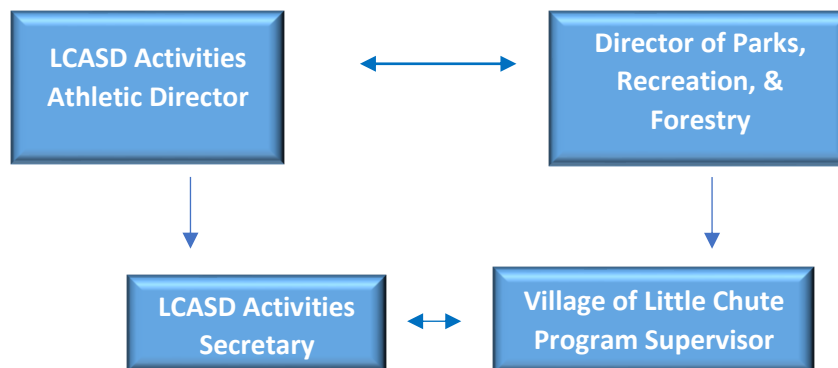 LCASD Activities
Athletic Director
Director of Parks,
Recreation, &
Forestry
LCASD Activities
Secretary
Village of Little Chute
Program Supervisor